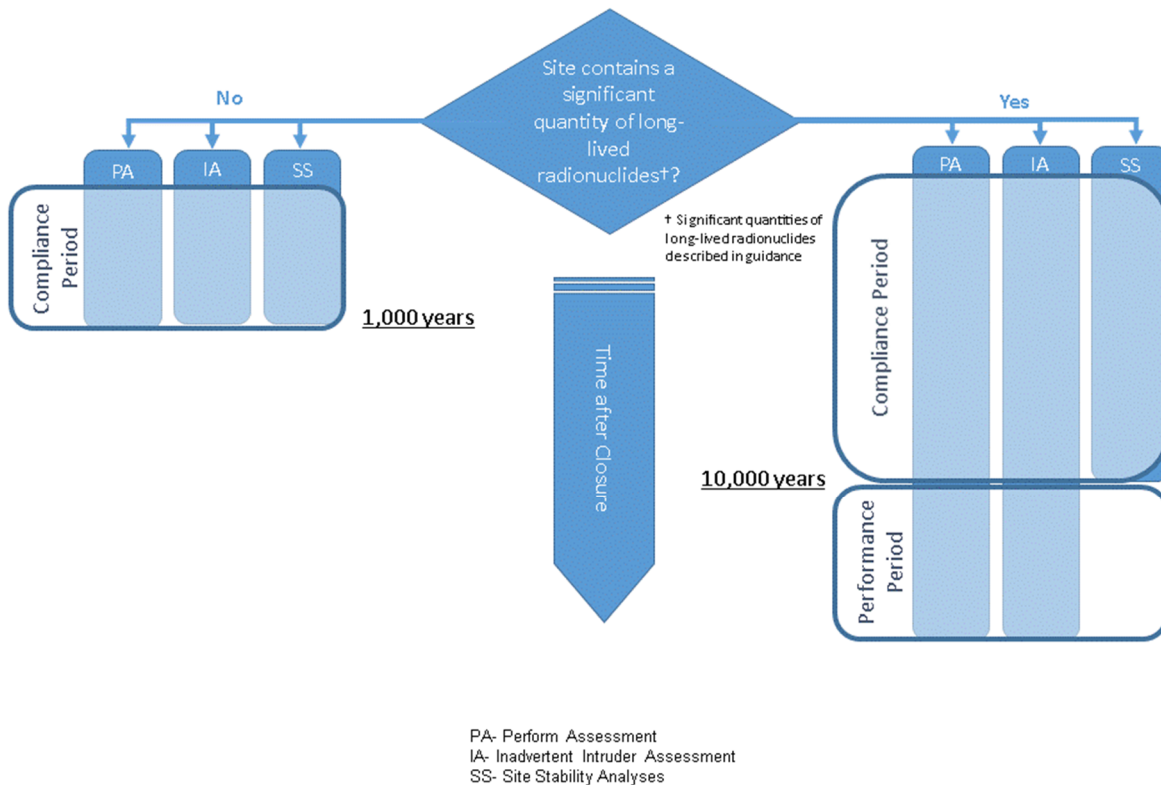 Site contains a
significant
quantity of long-
lived
radionuclides†?
No
Yes
PA
IA
SS
PA
IA
SS
† Significant quantities of
long-lived radionuclides
described in guidance
Compliance
Period
1,000 years
Time after Closure
Compliance Period
10,000 years
Performance
Period
PA- Perform Assessment
IA- Inadvertent Intruder Assessment
SS- Site Stability Analyses